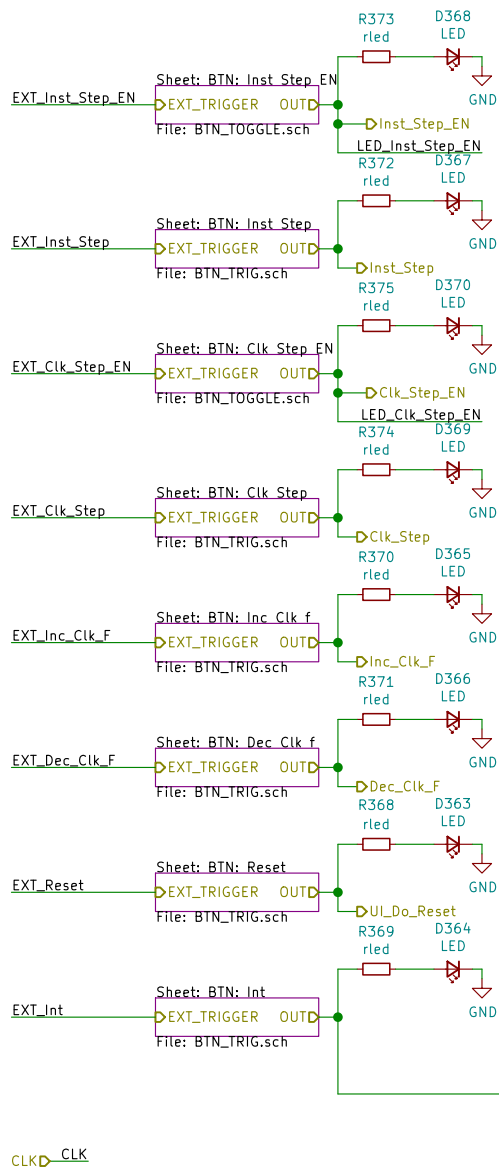 R373
rled
D368
LED
GND
Sheet: BTN: Inst Step EN
EXT_Inst_Step_EN
EXT_TRIGGER
OUT
File: BTN_TOGGLE.sch
Inst_Step_EN
LED_Inst_Step_EN
R372
rled
D367
LED
GND
Sheet: BTN: Inst Step
EXT_Inst_Step
EXT_TRIGGER
OUT
File: BTN_TRIG.sch
Inst_Step
R375
rled
D370
LED
GND
Sheet: BTN: Clk Step EN
EXT_Clk_Step_EN
EXT_TRIGGER
OUT
File: BTN_TOGGLE.sch
Clk_Step_EN
LED_Clk_Step_EN
R374
rled
D369
LED
GND
Sheet: BTN: Clk Step
EXT_Clk_Step
EXT_TRIGGER
OUT
File: BTN_TRIG.sch
Clk_Step
R370
rled
D365
LED
GND
Sheet: BTN: Inc Clk f
EXT_Inc_Clk_F
EXT_TRIGGER
OUT
File: BTN_TRIG.sch
Inc_Clk_F
R371
rled
D366
LED
GND
Sheet: BTN: Dec Clk f
EXT_Dec_Clk_F
EXT_TRIGGER
OUT
File: BTN_TRIG.sch
Dec_Clk_F
R368
rled
D363
LED
GND
Sheet: BTN: Reset
EXT_Reset
EXT_TRIGGER
OUT
File: BTN_TRIG.sch
UI_Do_Reset
R369
rled
D364
LED
GND
Sheet: BTN: Int
EXT_Int
EXT_TRIGGER
OUT
File: BTN_TRIG.sch
CLK
CLK